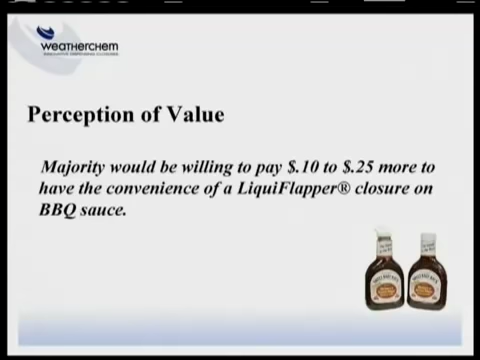 weatherchem
Perception of Value
Majority would be willing to pay $.10 to $.25 more to
have the convenience of a LiquiFlapper® closure on
BBQ sauce.